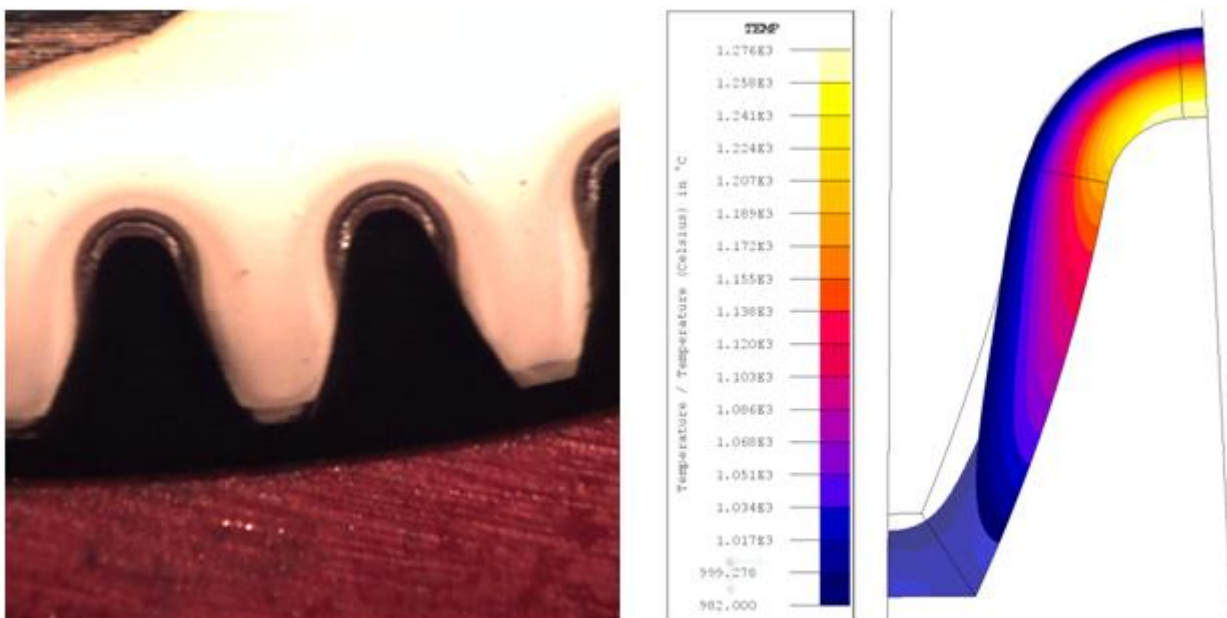 TEMP
1.276E3
1.258E3
1.241E3
1.224E3
1.207E3
1.189E3
1.172E3
1.155E3
1.138E3
1.120E3
1.103E3
1.086E3
1.068E3
1.051E3
1.034E3
1.017E3
999.278
982.000
Temperature / Temperature (Celsius) in °C